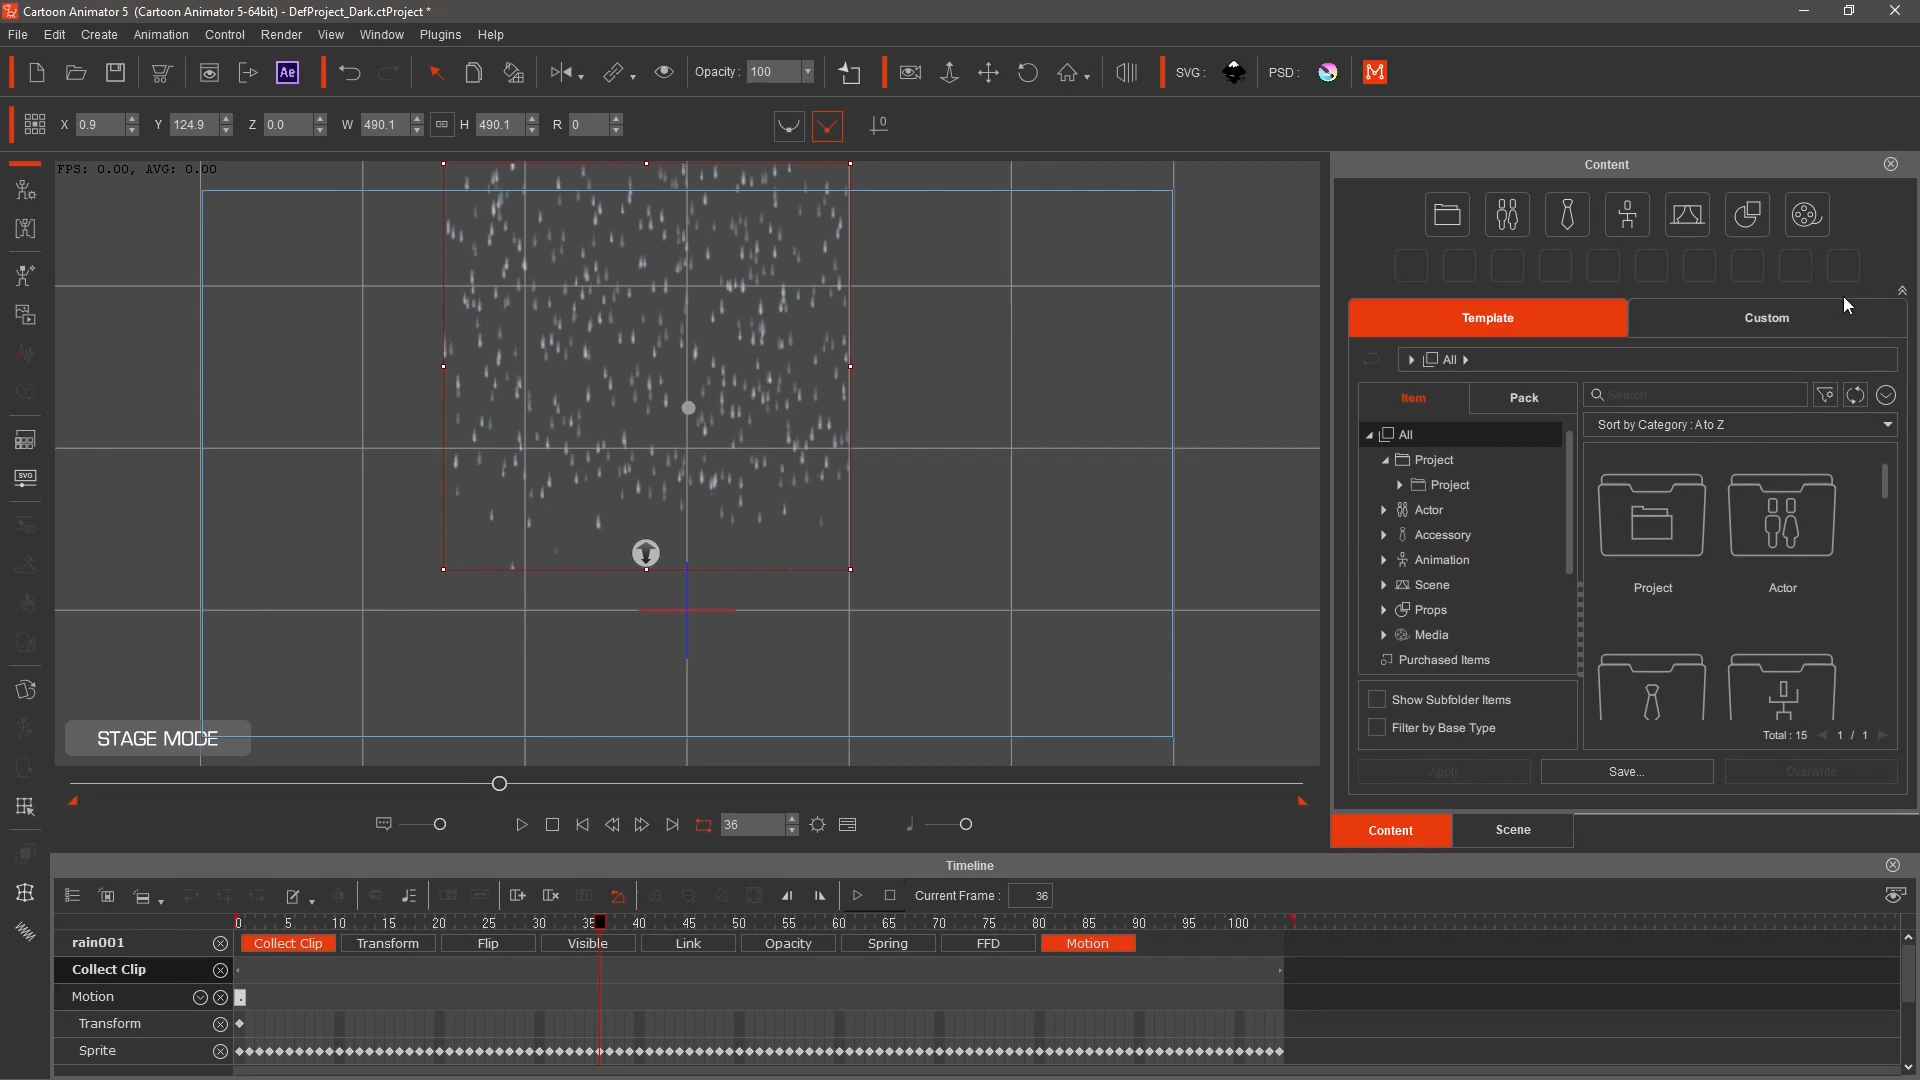 Cartoon Animator 5 (Cartoon Animator 5-64bit) - DefProject_Dark.ctProject *
File Edit Create Animation Control Render View Window Plugins Help
Ae Opacity : 100 SVG : PSD :
X 0.9 Y 124.9 Z 0.0 W 490.1 H 490.1 R 0 0
FPS: 0.00, AVG: 0.00
Content
Template Custom
All
Item Pack Search
Sort by Category : A to Z
All
Project
Project
Actor
Accessory
Animation
Scene
Props
Media
Purchased Items
Project Actor
Show Subfolder Items
Filter by Base Type
Total : 15 1 / 1
Apply Save... Overwrite
SVG
3D
STAGE MODE
36
Content Scene
Timeline
Current Frame : 36
0 5 10 15 20 25 30 35 40 45 50 55 60 65 70 75 80 85 90 95 100
rain001 Collect Clip Transform Flip Visible Link Opacity Spring FFD Motion
Collect Clip
Motion
Transform
Sprite